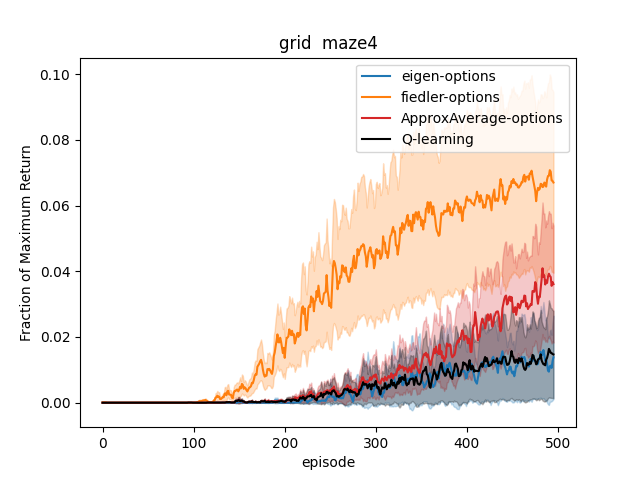 grid  maze4
0.10
0.08
0.06
0.04
0.02
0.00
Fraction of Maximum Return
eigen-options
fiedler-options
ApproxAverage-options
Q-learning
0
100
200
300
400
500
episode